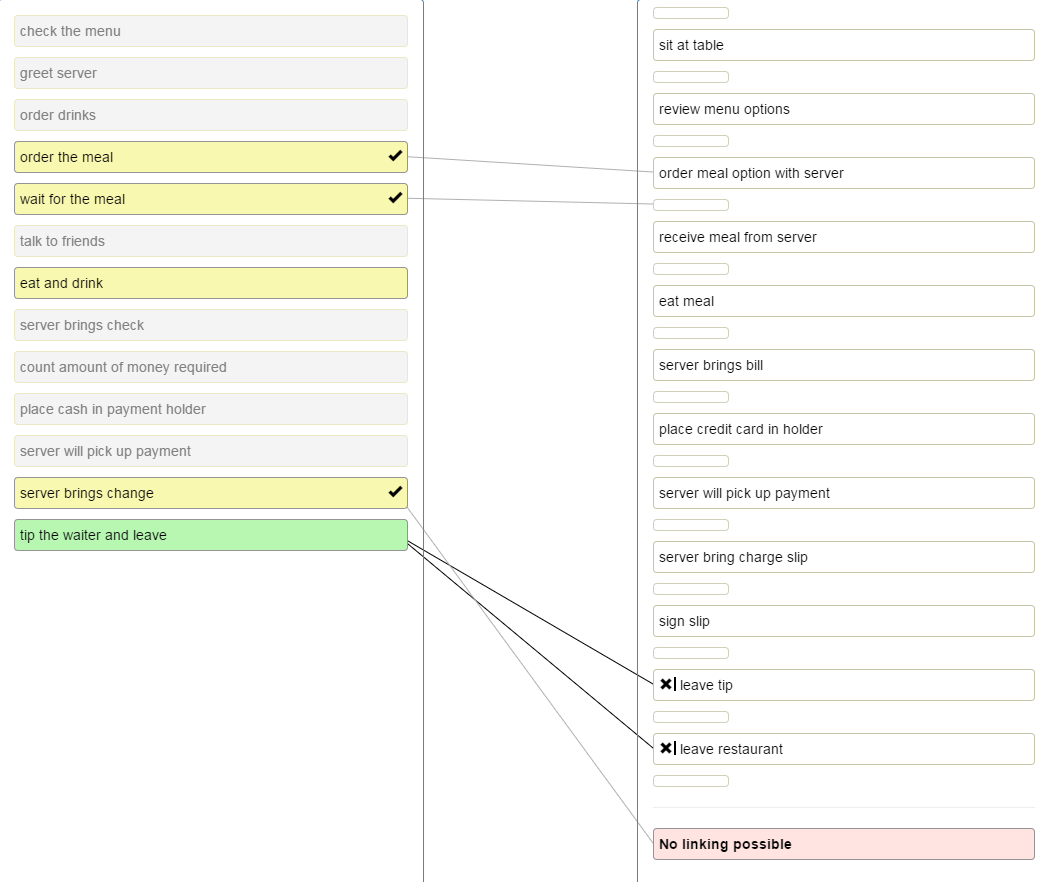 check the menu
greet server
order drinks
order the meal
wait for the meal
talk to friends
eat and drink
server brings check
count amount of money required
place cash in payment holder
server will pick up payment
server brings change
tip the waiter and leave
sit at table
review menu options
order meal option with server
receive meal from server
eat meal
server brings bill
place credit card in holder
server will pick up payment
server bring charge slip
sign slip
leave tip
leave restaurant
No linking possible